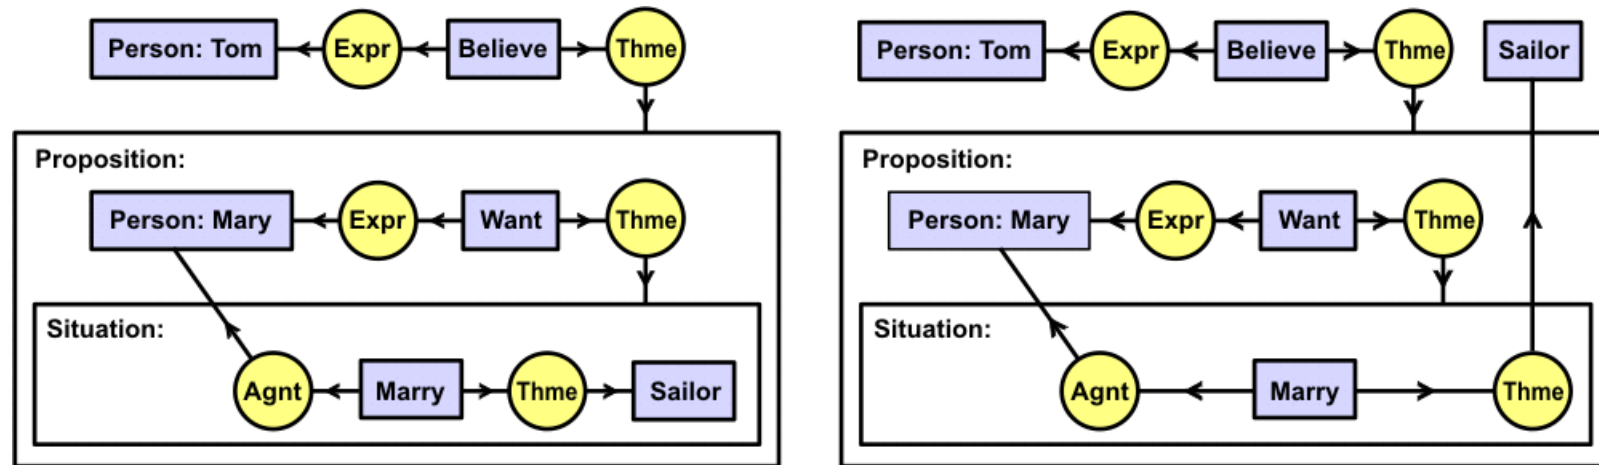 Person: Tom Expr Believe Thme
Proposition:
Person: Mary Expr Want Thme
Situation:
Agnt Marry Thme Sailor
Person: Tom Expr Believe Thme Sailor
Proposition:
Person: Mary Expr Want Thme
Situation:
Agnt Marry Thme